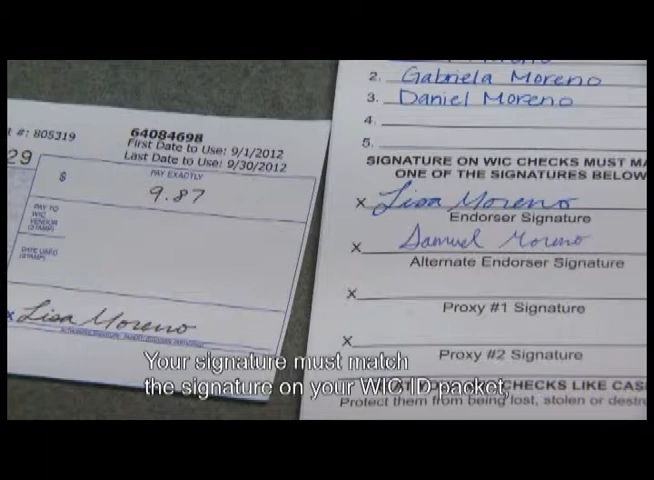 t #: 805319
64084698
First Date to Use: 9/1/2012
Last Date to Use: 9/30/2012
29
PAY EXACTLY
$
9.87
PAY TO
WIC
VENDOR
(STAMP)
DATE USED
(STAMP)
x Lisa Moreno
2. Gabriela Moreno
3. Daniel Moreno
4.
5.
SIGNATURE ON WIC CHECKS MUST MA
ONE OF THE SIGNATURES BELOW
x Lisa Moreno
Endorser Signature
x Samuel Moreno
Alternate Endorser Signature
x
Proxy #1 Signature
x
Proxy #2 Signature
CHECKS LIKE CAS
Protect them from being lost, stolen or destr
Your signature must match
the signature on your WIC ID packet,